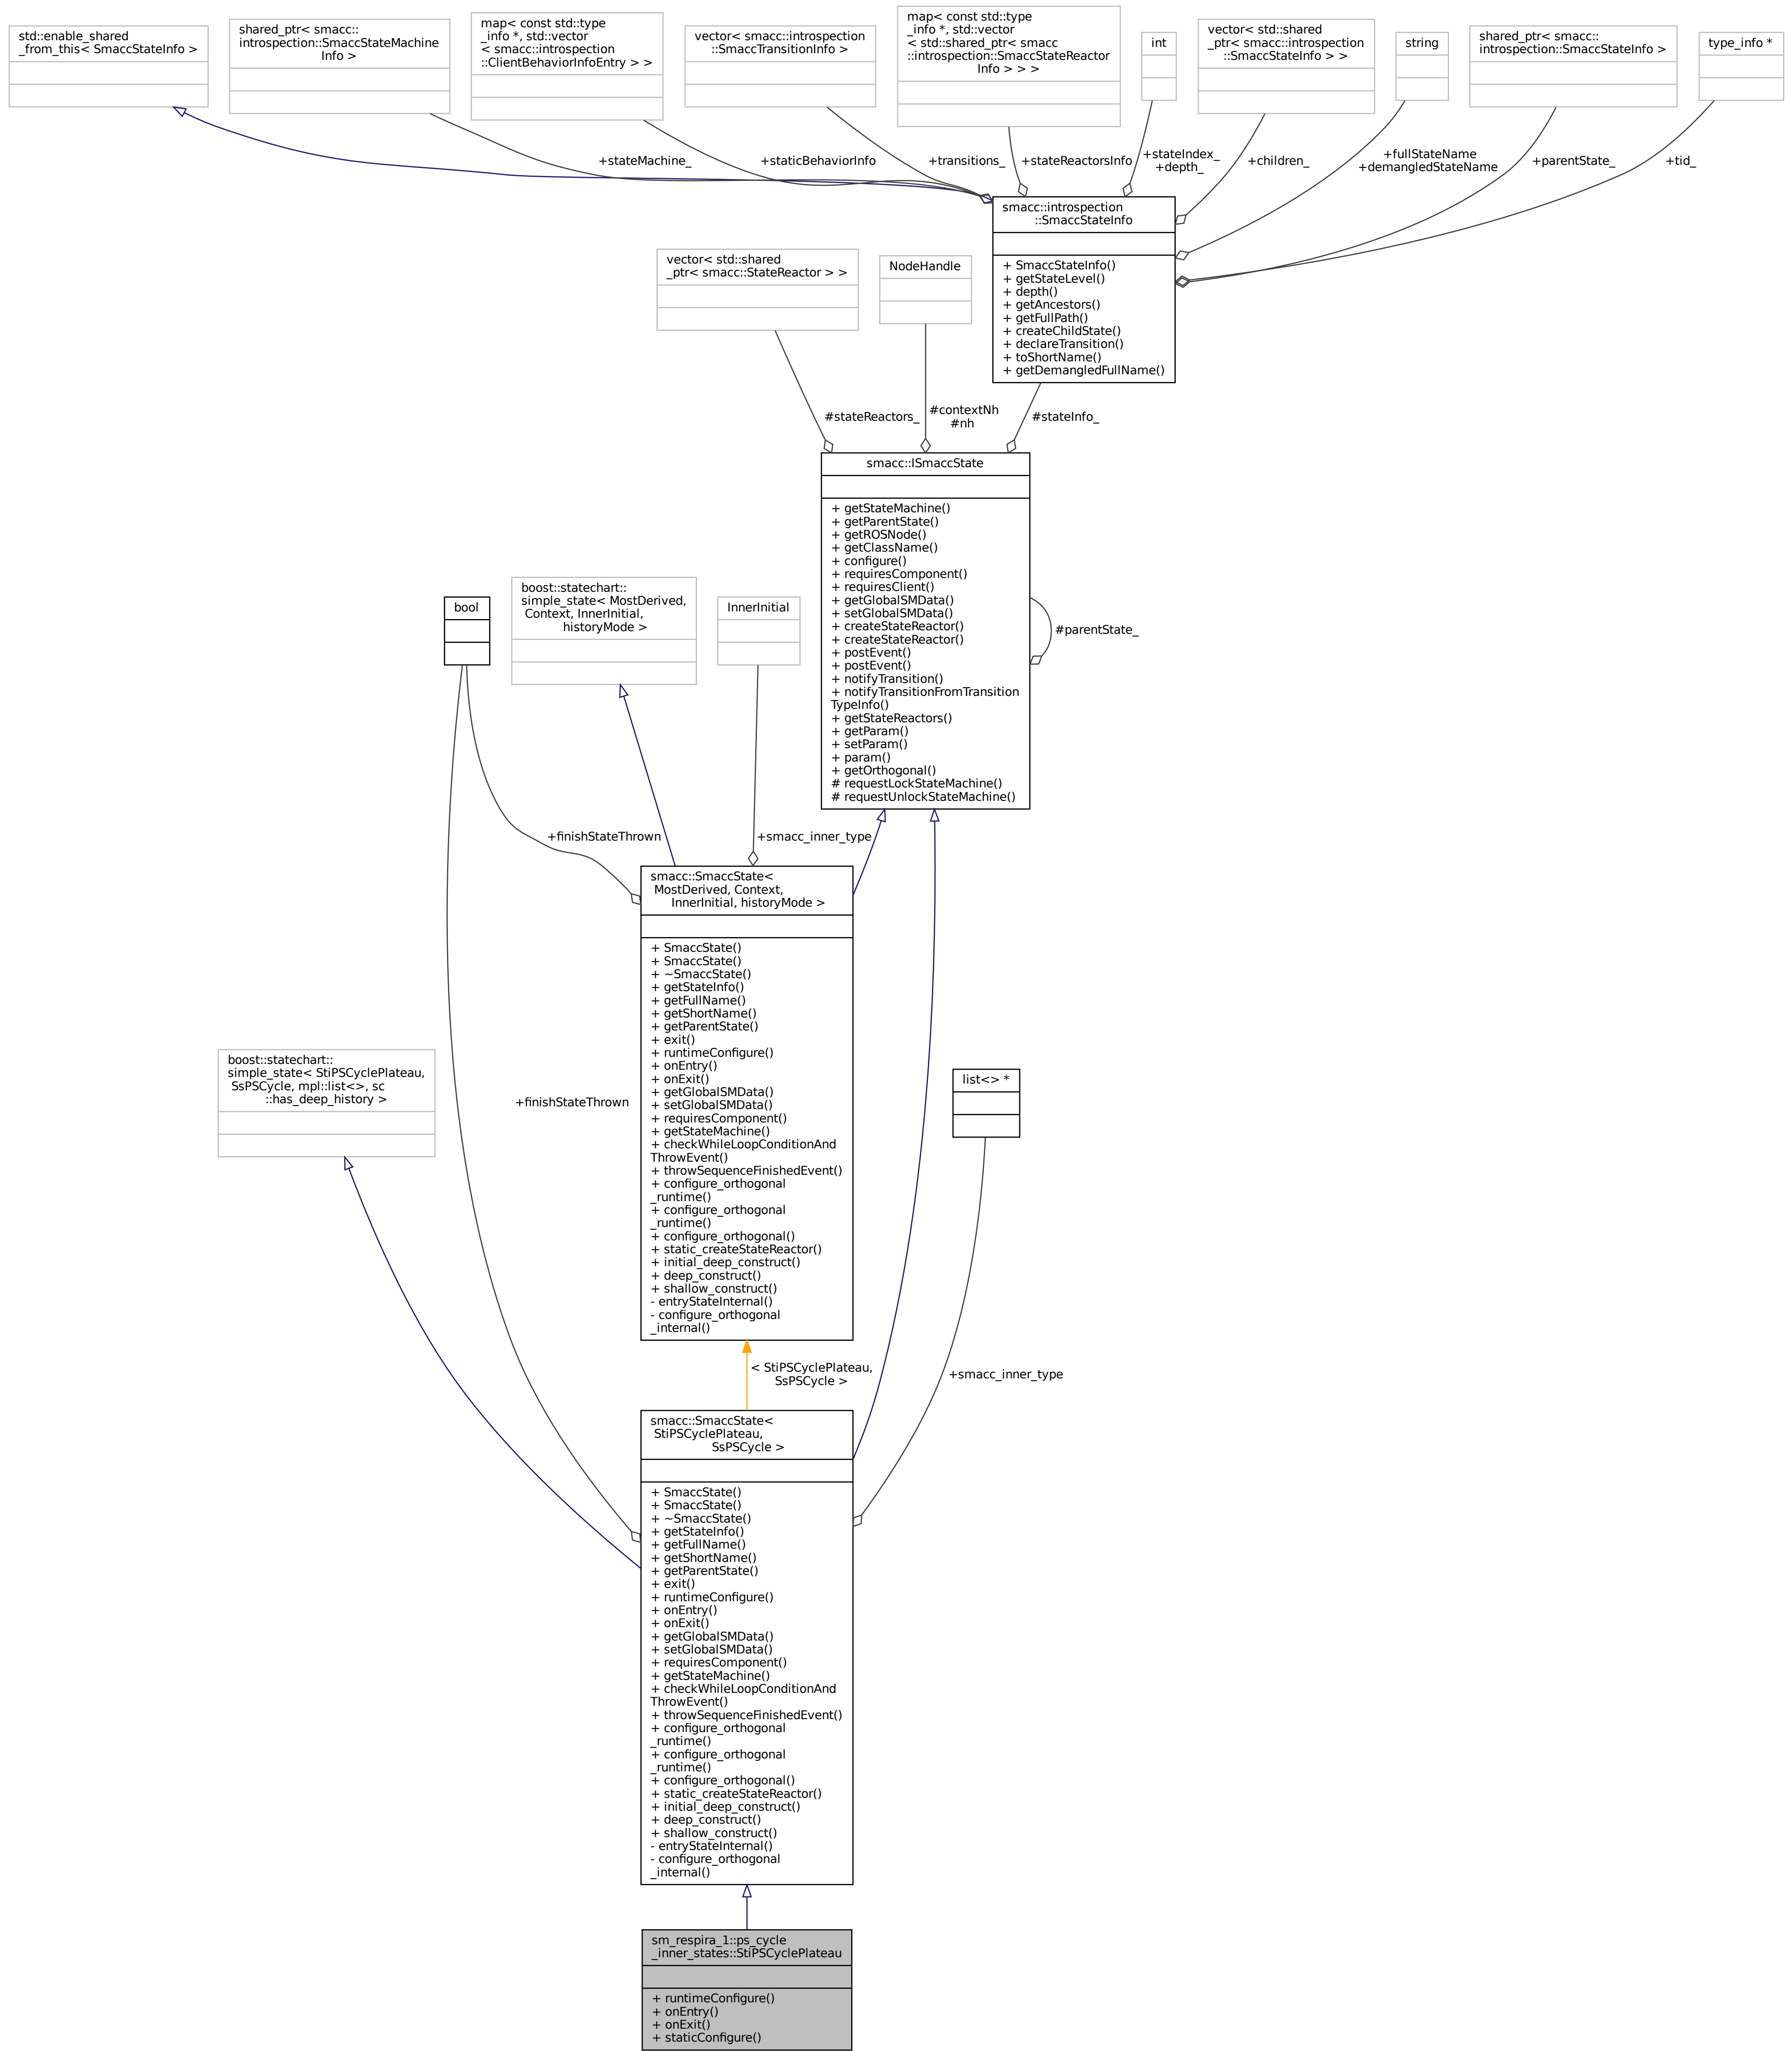 std::enable_shared
_from_this< SmaccStateInfo >
shared_ptr< smacc::
introspection::SmaccStateMachine
Info >
map< const std::type
_info *, std::vector
< smacc::introspection
::ClientBehaviorInfoEntry > >
vector< smacc::introspection
::SmaccTransitionInfo >
map< const std::type
_info *, std::vector
< std::shared_ptr< smacc
::introspection::SmaccStateReactor
Info > > >
int
vector< std::shared
_ptr< smacc::introspection
::SmaccStateInfo > >
string
shared_ptr< smacc::
introspection::SmaccStateInfo >
type_info *
+stateMachine_
+staticBehaviorInfo
+transitions_
+stateReactorsInfo
+stateIndex_
+depth_
+children_
+fullStateName
+demangledStateName
+parentState_
+tid_
smacc::introspection
::SmaccStateInfo
+ SmaccStateInfo()
+ getStateLevel()
+ depth()
+ getAncestors()
+ getFullPath()
+ createChildState()
+ declareTransition()
+ toShortName()
+ getDemangledFullName()
vector< std::shared
_ptr< smacc::StateReactor > >
NodeHandle
#stateReactors_
#contextNh
#nh
#stateInfo_
smacc::ISmaccState
+ getStateMachine()
+ getParentState()
+ getROSNode()
+ getClassName()
+ configure()
+ requiresComponent()
+ requiresClient()
+ getGlobalSMData()
+ setGlobalSMData()
+ createStateReactor()
+ createStateReactor()
+ postEvent()
+ postEvent()
+ notifyTransition()
+ notifyTransitionFromTransition
TypeInfo()
+ getStateReactors()
+ getParam()
+ setParam()
+ param()
+ getOrthogonal()
# requestLockStateMachine()
# requestUnlockStateMachine()
#parentState_
bool
boost::statechart::
simple_state< MostDerived,
Context, InnerInitial,
historyMode >
InnerInitial
+finishStateThrown
+smacc_inner_type
smacc::SmaccState<
MostDerived, Context,
InnerInitial, historyMode >
+ SmaccState()
+ SmaccState()
+ ~SmaccState()
+ getStateInfo()
+ getFullName()
+ getShortName()
+ getParentState()
+ exit()
+ runtimeConfigure()
+ onEntry()
+ onExit()
+ getGlobalSMData()
+ setGlobalSMData()
+ requiresComponent()
+ getStateMachine()
+ checkWhileLoopConditionAnd
ThrowEvent()
+ throwSequenceFinishedEvent()
+ configure_orthogonal
_runtime()
+ configure_orthogonal
_runtime()
+ configure_orthogonal()
+ static_createStateReactor()
+ initial_deep_construct()
+ deep_construct()
+ shallow_construct()
- entryStateInternal()
- configure_orthogonal
_internal()
boost::statechart::
simple_state< StiPSCyclePlateau,
SsPSCycle, mpl::list<>, sc
::has_deep_history >
+finishStateThrown
list<> *
< StiPSCyclePlateau,
SsPSCycle >
+smacc_inner_type
smacc::SmaccState<
StiPSCyclePlateau,
SsPSCycle >
+ SmaccState()
+ SmaccState()
+ ~SmaccState()
+ getStateInfo()
+ getFullName()
+ getShortName()
+ getParentState()
+ exit()
+ runtimeConfigure()
+ onEntry()
+ onExit()
+ getGlobalSMData()
+ setGlobalSMData()
+ requiresComponent()
+ getStateMachine()
+ checkWhileLoopConditionAnd
ThrowEvent()
+ throwSequenceFinishedEvent()
+ configure_orthogonal
_runtime()
+ configure_orthogonal
_runtime()
+ configure_orthogonal()
+ static_createStateReactor()
+ initial_deep_construct()
+ deep_construct()
+ shallow_construct()
- entryStateInternal()
- configure_orthogonal
_internal()
sm_respira_1::ps_cycle
_inner_states::StiPSCyclePlateau
+ runtimeConfigure()
+ onEntry()
+ onExit()
+ staticConfigure()